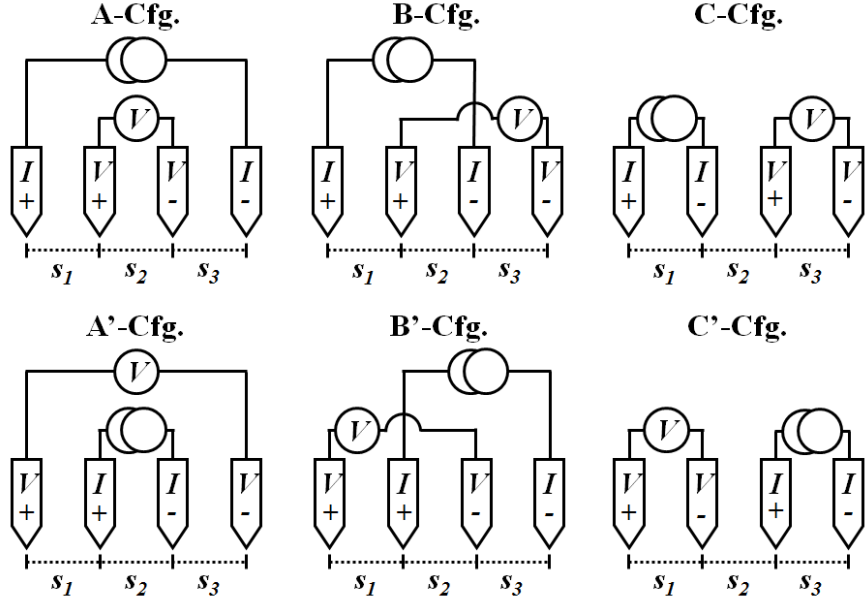 A-Cfg. B-Cfg. C-Cfg.
V V V
I + V + V - I - I + V + I - V - I + I - V + V -
s1 s2 s3 s1 s2 s3 s1 s2 s3
A’-Cfg. B’-Cfg. C’-Cfg.
V V V
V + I + I - V - V + I + V - I - V + V - I + I -
s1 s2 s3 s1 s2 s3 s1 s2 s3